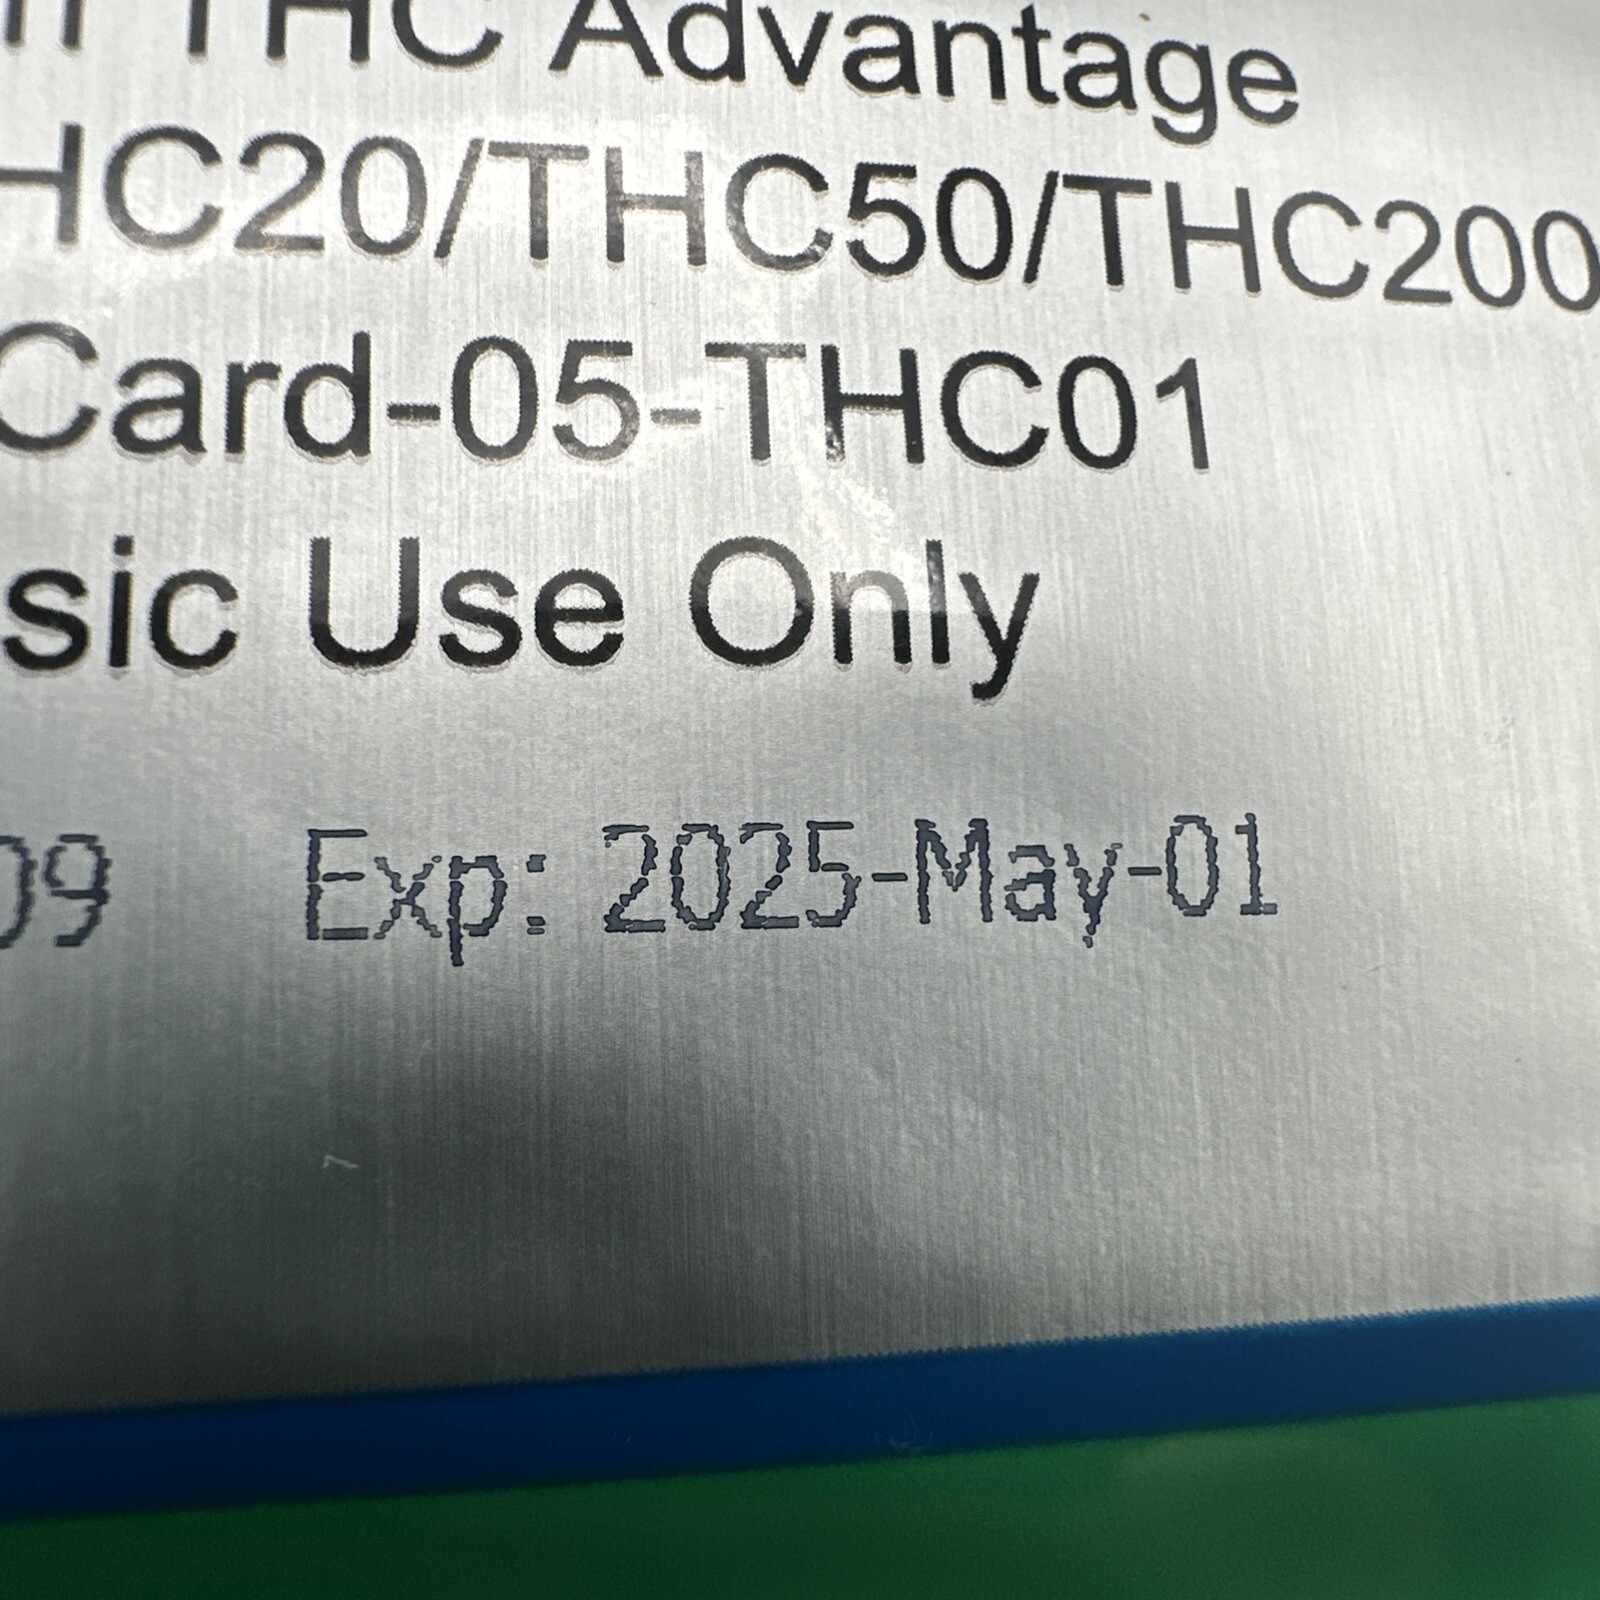 THC Advantage
HC20/THC50/THC200
Card-05-THC01
sic Use Only
09 Exp: 2025-May-01